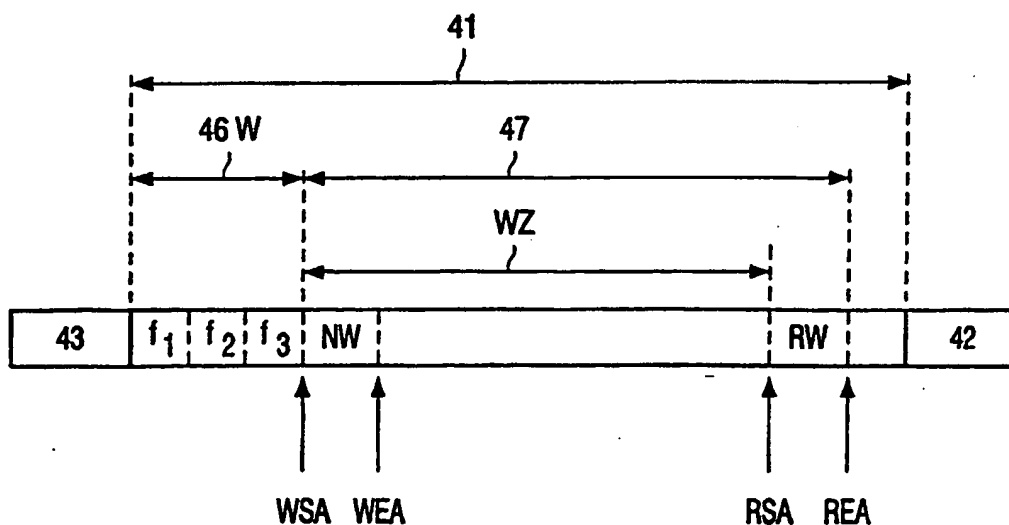 41
46 W 47
WZ
43 f1 f2 f3 NW RW 42
WSA WEA RSA REA